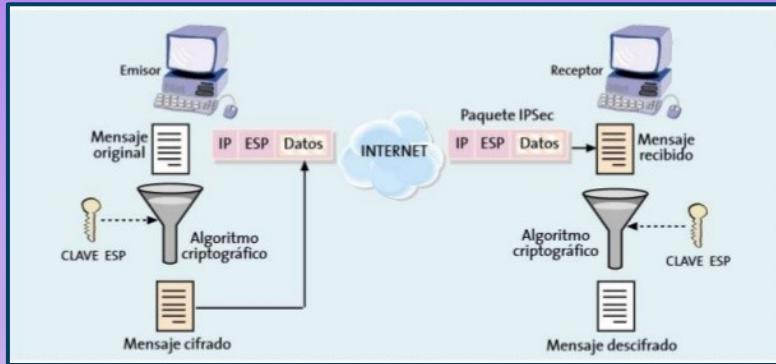 Emisor
Mensaje
original
IP ESP Datos
CLAVE ESP
Algoritmo
criptográfico
Mensaje cifrado
INTERNET
Receptor
Paquete IPSec
IP ESP Datos
Mensaje
recibido
Algoritmo
criptográfico
CLAVE ESP
Mensaje descifrado